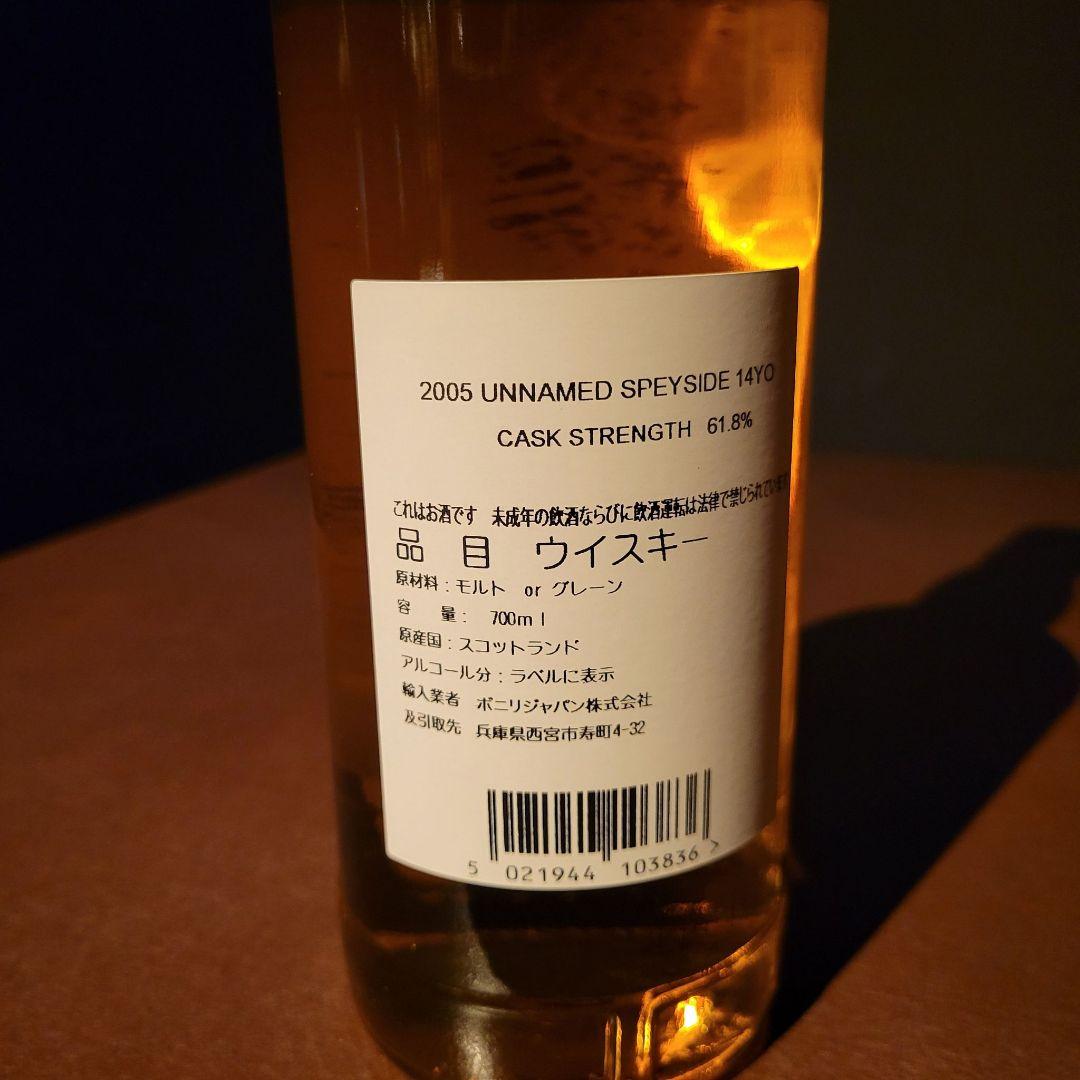 2005 UNNAMED SPEYSIDE 14YO
CASK STRENGTH 61.8%
これはお酒です 未成年の飲酒ならびに飲酒運転は法律で禁じられています
品 目 ウイスキー
原材料：モルト or グレーン
容 量： 700ml
原産国：スコットランド
アルコール分：ラベルに表示
輸入業者 ボニリジャパン株式会社
及引取先 兵庫県西宮市寿町4-32
5 021944 103836 >